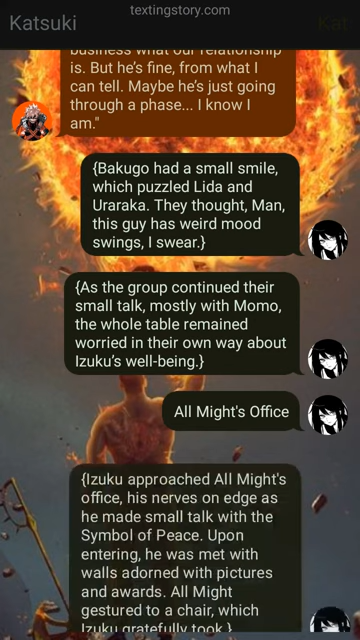 textingstory.com
Katsuki
Kat
business what our relationship
is. But he's fine, from what I
can tell. Maybe he's just going
through a phase... I know I
am."
{Bakugo had a small smile,
which puzzled Lida and
Uraraka. They thought, Man,
this guy has weird mood
swings, I swear.}
{As the group continued their
small talk, mostly with Momo,
the whole table remained
worried in their own way about
Izuku's well-being.}
All Might's Office
{Izuku approached All Might's
office, his nerves on edge as
he made small talk with the
Symbol of Peace. Upon
entering, he was met with
walls adorned with pictures
and awards. All Might
gestured to a chair, which
Izuku gratefully took.}